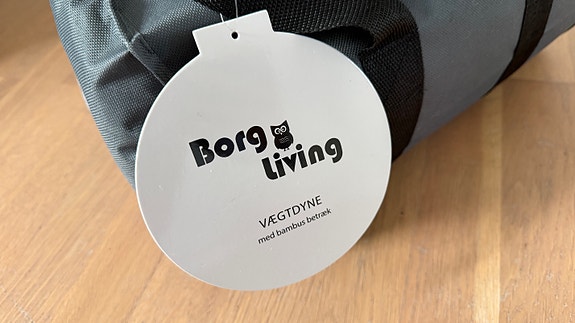 Borg
Living
VÆGTDYNE
med bambus betræk